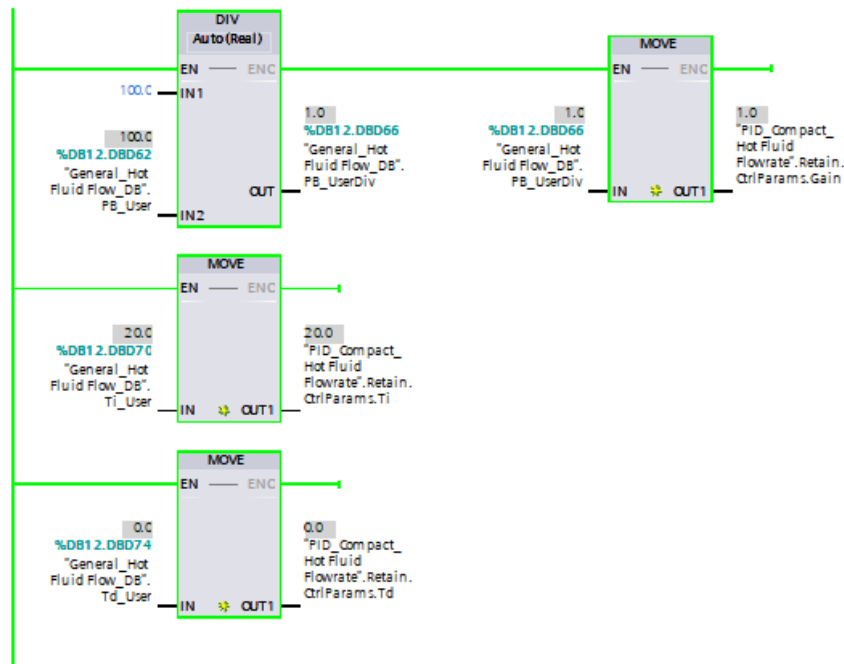 DIV
Auto (Real)
EN
ENC
100.0
IN1
100.0
%DB12.DBD62
"General_Hot
Fluid Flow_DB".
PB_User
IN2
1.0
%DB12.DBD66
"General_Hot
Fluid Flow_DB".
PB_UserDiv
OUT
MOVE
EN
ENC
1.0
%DB12.DBD66
"General_Hot
Fluid Flow_DB".
PB_UserDiv
IN
OUT1
1.0
"PID_Compact_
Hot Fluid
Flowrate".Retain.
CtrlParams.Gain
MOVE
EN
ENC
20.0
%DB12.DBD70
"General_Hot
Fluid Flow_DB".
Ti_User
IN
OUT1
20.0
"PID_Compact_
Hot Fluid
Flowrate".Retain.
CtrlParams.Ti
MOVE
EN
ENC
0.0
%DB12.DBD74
"General_Hot
Fluid Flow_DB".
Td_User
IN
OUT1
0.0
"PID_Compact_
Hot Fluid
Flowrate".Retain.
CtrlParams.Td